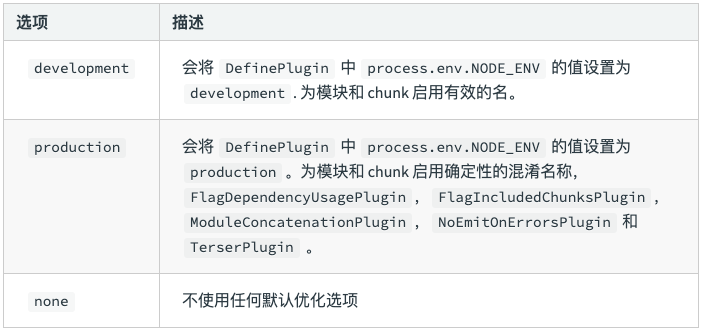 选项 描述
development 会将 DefinePlugin 中 process.env.NODE_ENV 的值设置为
development . 为模块和 chunk 启用有效的名。
production 会将 DefinePlugin 中 process.env.NODE_ENV 的值设置为
production 。为模块和 chunk 启用确定性的混淆名称,
FlagDependencyUsagePlugin , FlagIncludedChunksPlugin ,
ModuleConcatenationPlugin , NoEmitOnErrorsPlugin 和
TerserPlugin 。
none 不使用任何默认优化选项